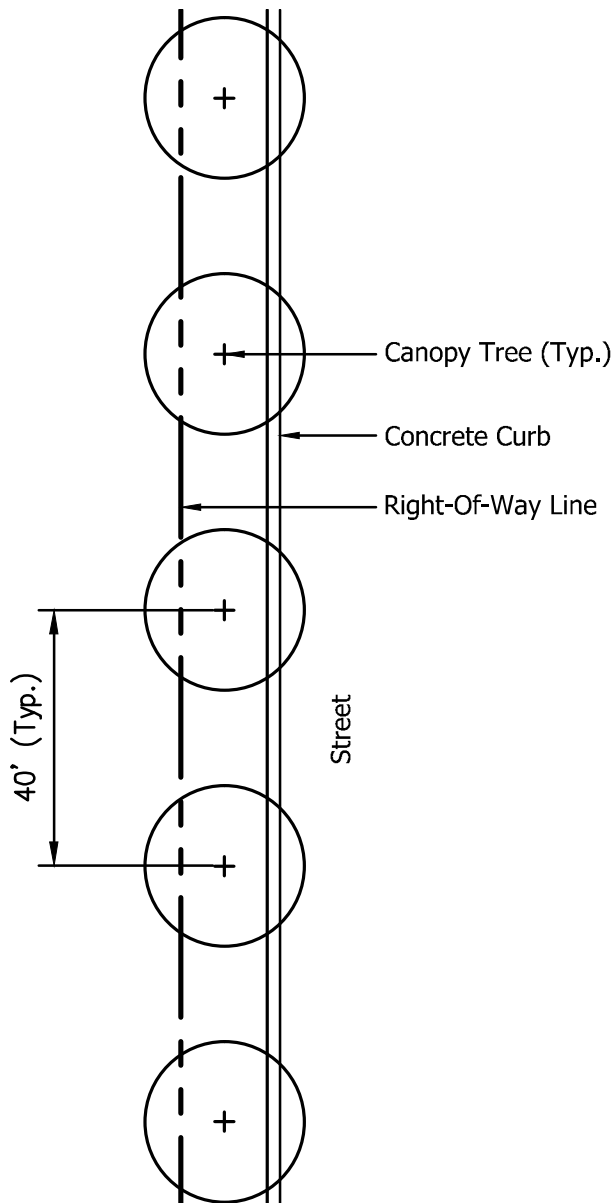 Canopy Tree (Typ.)
Concrete Curb
Right-Of-Way Line
40' (Typ.)
Street